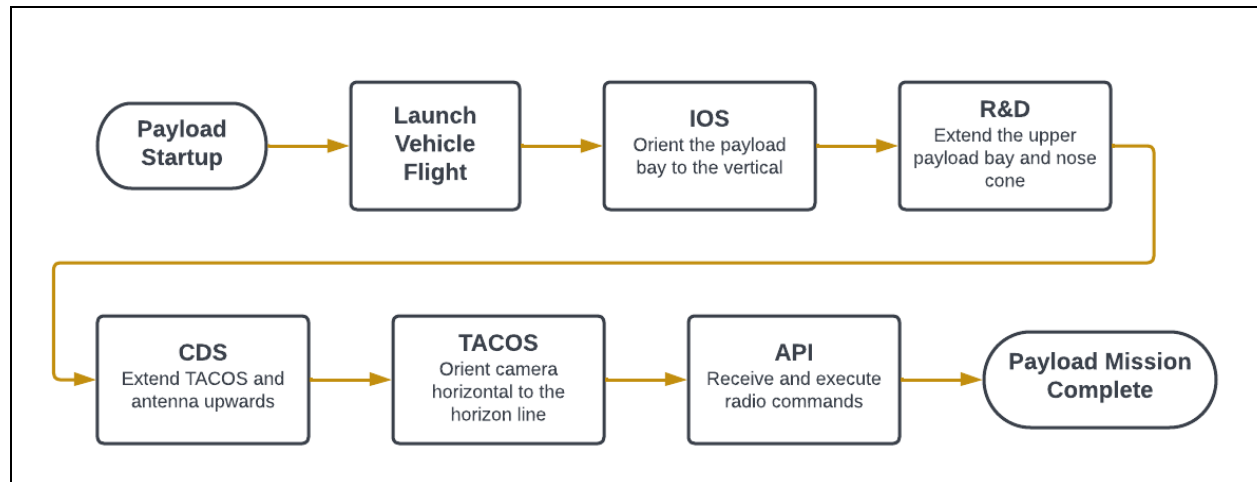 Payload
Startup
Launch
Vehicle
Flight
IOS
Orient the payload
bay to the vertical
R&D
Extend the upper
payload bay and nose
cone
CDS
Extend TACOS and
antenna upwards
TACOS
Orient camera
horizontal to the
horizon line
API
Receive and execute
radio commands
Payload Mission
Complete